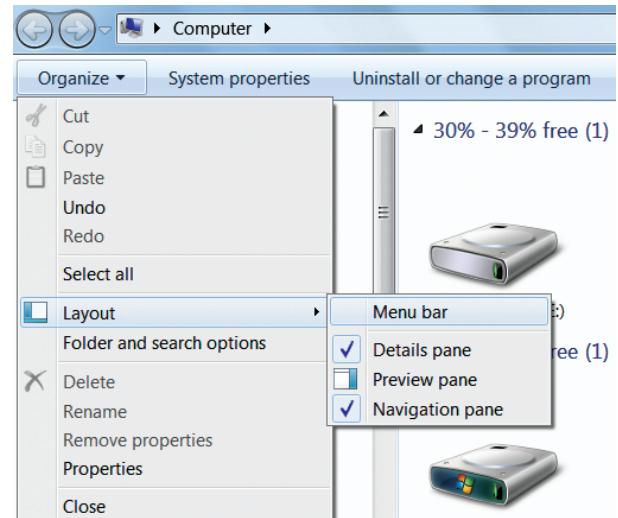 Computer
Organize
System properties
Uninstall or change a program
Cut
Copy
Paste
Undo
Redo
Select all
Layout
Folder and search options
Delete
Rename
Remove properties
Properties
Close
Menu bar
Details pane
Preview pane
Navigation pane
30% - 39% free (1)
:)
ree (1)